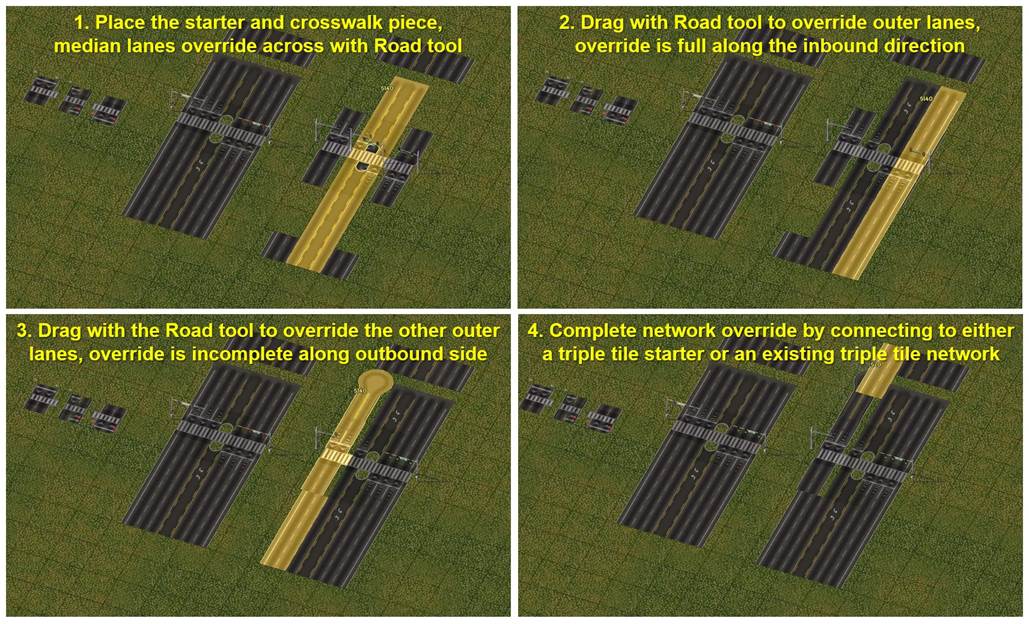 1. Place the starter and crosswalk piece,
median lanes override across with Road tool
§140
2. Drag with Road tool to override outer lanes,
override is full along the inbound direction
§140
3. Drag with the Road tool to override the other outer
lanes, override is incomplete along outbound side
§140
4. Complete network override by connecting to either
a triple tile starter or an existing triple tile network